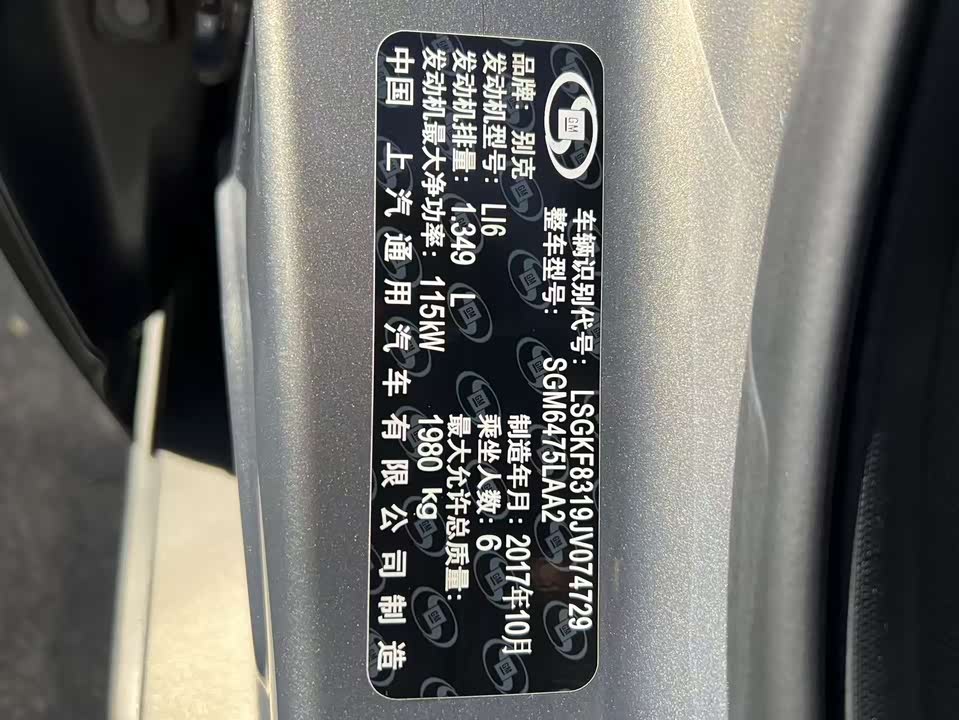 GM
车辆识别代号: LSGKF8319JV074729
整车型号: SGM6475LAA2
品牌: 别克 制造年月: 2017年10月
发动机型号: LI6 乘坐人数: 6
发动机排量: 1.349 L 最大允许总质量:
发动机最大净功率: 115kW 1980 kg
中国 上汽通用汽车有限公司制造